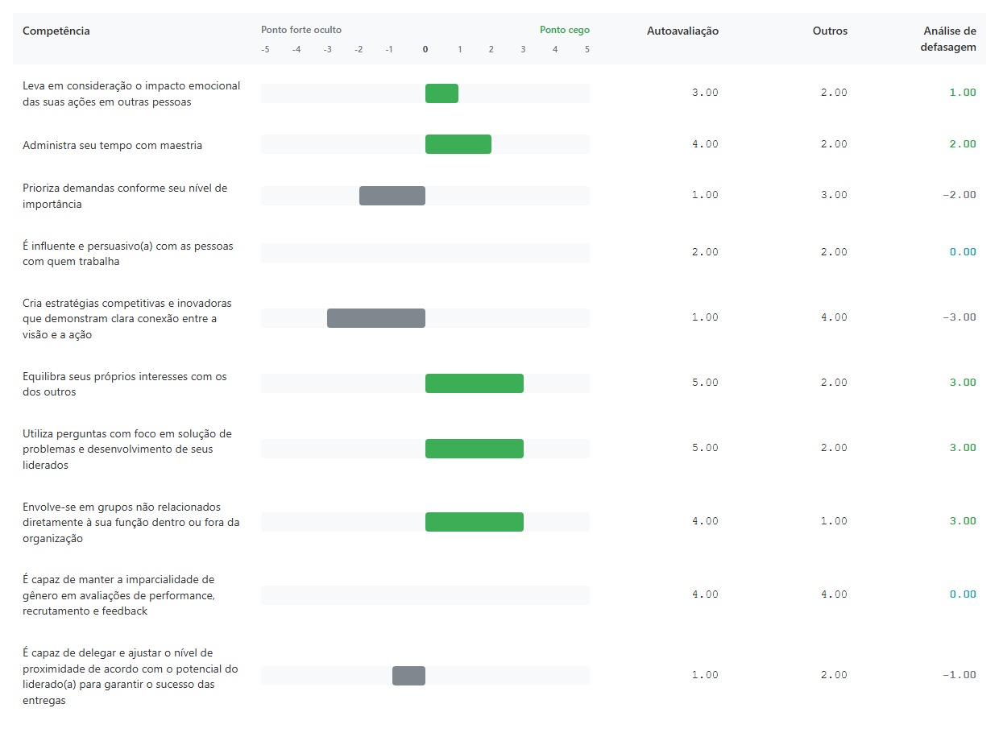 Competência
Ponto forte oculto
Ponto cego
Autoavaliação
Outros
Análise de
defasagem
-5 -4 -3 -2 -1 0 1 2 3 4 5
Leva em consideração o impacto emocional
das suas ações em outras pessoas
3.00 2.00 1.00
Administra seu tempo com maestria
4.00 2.00 2.00
Prioriza demandas conforme seu nível de
importância
1.00 3.00 -2.00
É influente e persuasivo(a) com as pessoas
com quem trabalha
2.00 2.00 0.00
Cria estratégias competitivas e inovadoras
que demonstram clara conexão entre a
visão e a ação
1.00 4.00 -3.00
Equilibra seus próprios interesses com os
dos outros
5.00 2.00 3.00
Utiliza perguntas com foco em solução de
problemas e desenvolvimento de seus
liderados
5.00 2.00 3.00
Envolve-se em grupos não relacionados
diretamente à sua função dentro ou fora da
organização
4.00 1.00 3.00
É capaz de manter a imparcialidade de
gênero em avaliações de performance,
recrutamento e feedback
4.00 4.00 0.00
É capaz de delegar e ajustar o nível de
proximidade de acordo com o potencial do
liderado(a) para garantir o sucesso das
entregas
1.00 2.00 -1.00